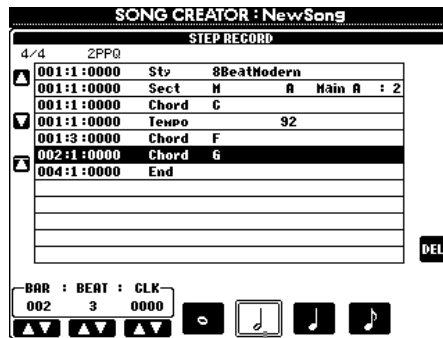 SONG CREATOR : NewSong
STEP RECORD
4/4 2PPQ
001:1:0000 Sty 8BeatModern
001:1:0000 Sect M A Main A : 2
001:1:0000 Chord C
001:1:0000 Tempo 92
001:3:0000 Chord F
002:1:0000 Chord G
004:1:0000 End
DEL
BAR : BEAT : CLK
002 3 0000